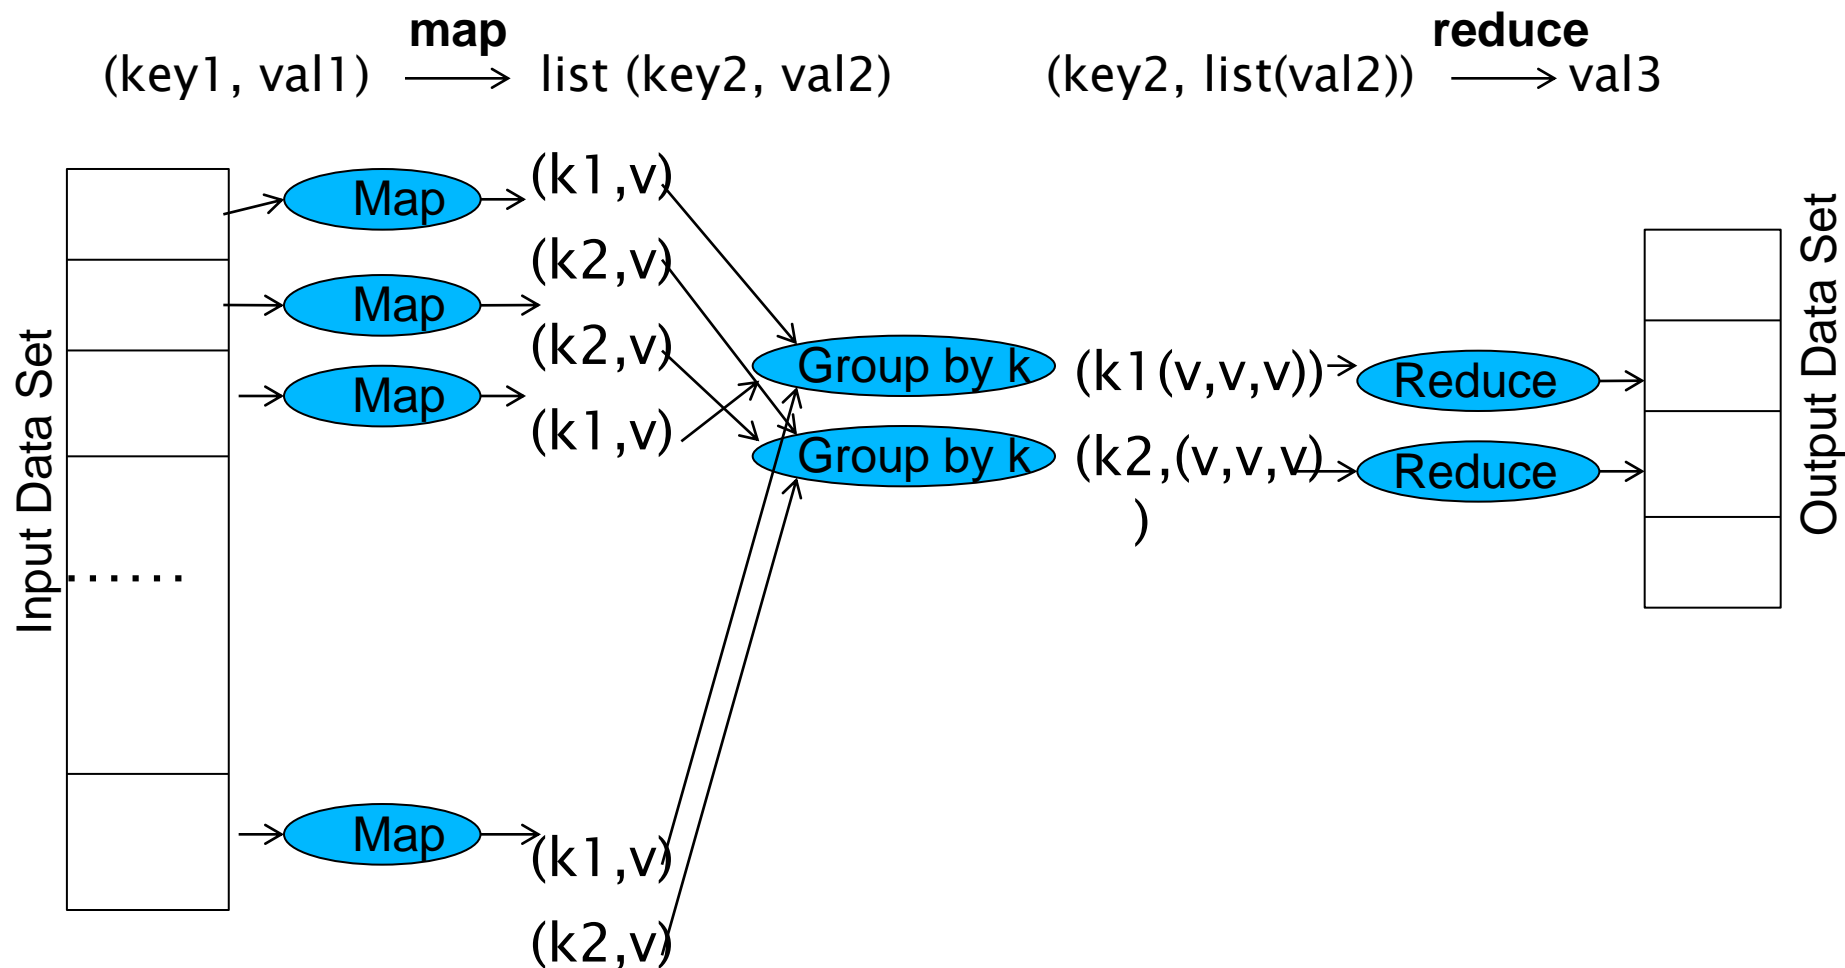 map
(key1, val1) → list (key2, val2)
reduce
(key2, list(val2)) → val3
Input Data Set
......
Map
Map
Map
Map
(k1,v)
(k2,v)
(k2,v)
(k1,v)
(k1,v)
(k2,v)
Group by k
Group by k
(k1(v,v,v))
(k2,(v,v,v)
)
Reduce
Reduce
Output Data Set